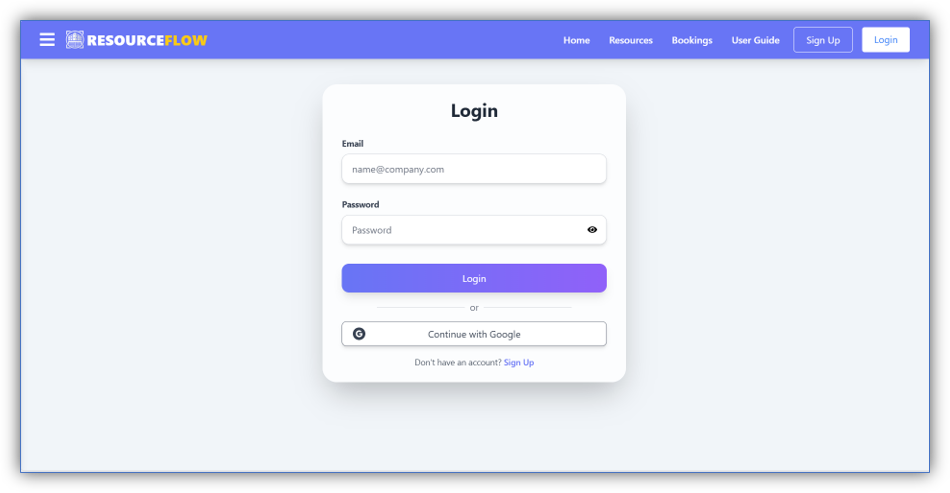 RESOURCEFLOW Home Resources Bookings User Guide Sign Up Login
Login
Email
name@company.com
Password
Password
Login
or
G Continue with Google
Don't have an account? Sign Up